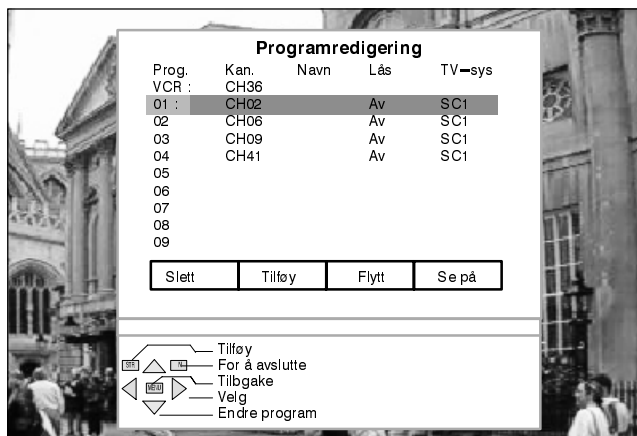 Programredigering
Prog. Kan. Navn Lås TV-sys
VCR : CH36
01 : CH02 Av SC1
02 CH06 Av SC1
03 CH09 Av SC1
04 CH41 Av SC1
05
06
07
08
09
Slett Tilføy Flytt Se på
Tilføy
STR N For å avslutte
MENU Tilbgake
Velg
Endre program